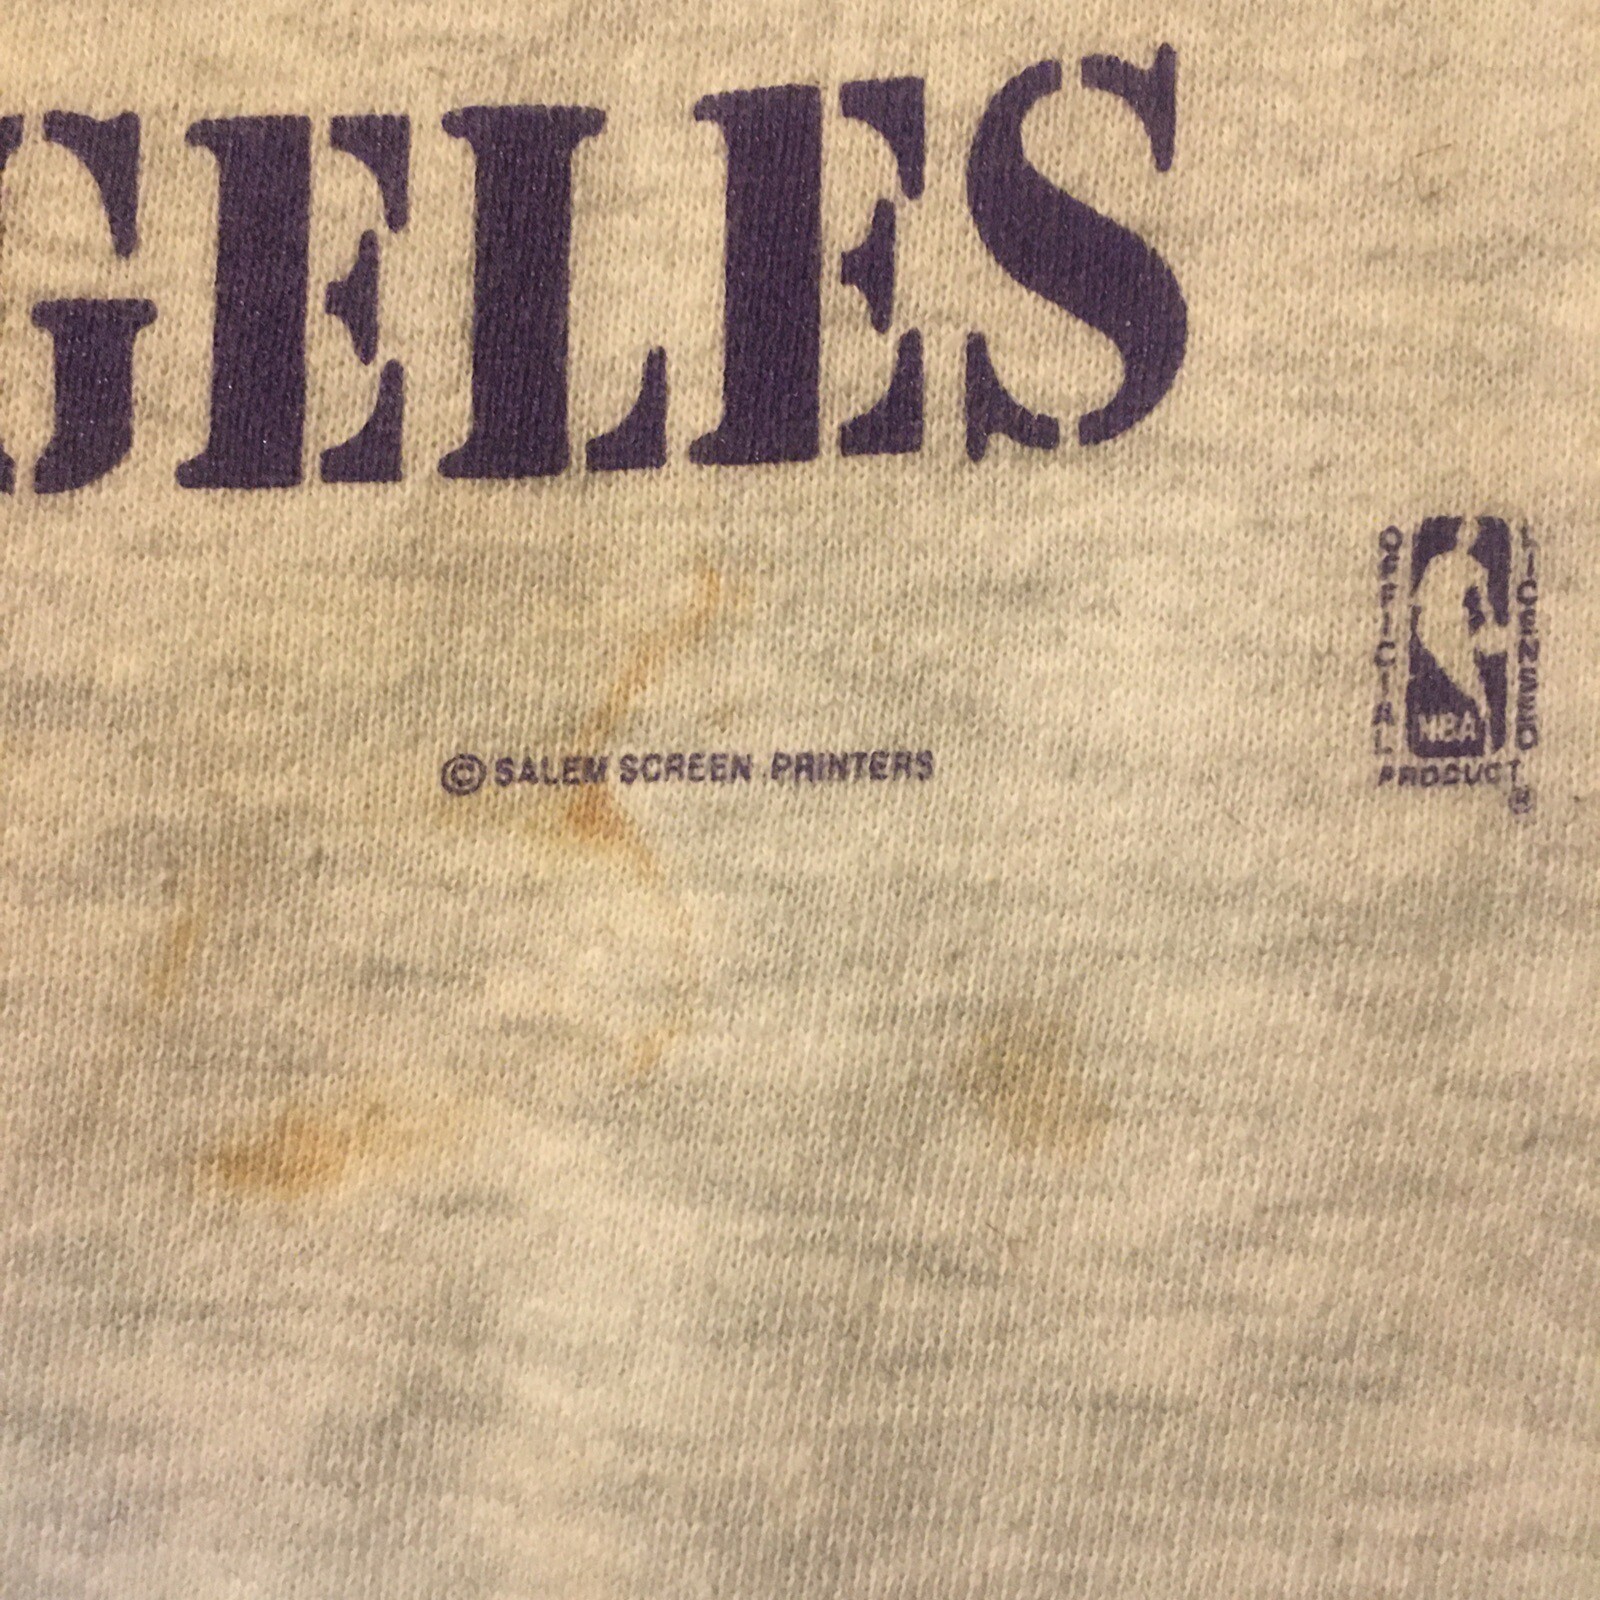 GELES
OFFICIAL
NBA
LICENSED
PRODUCT
®
© SALEM SCREEN PRINTERS